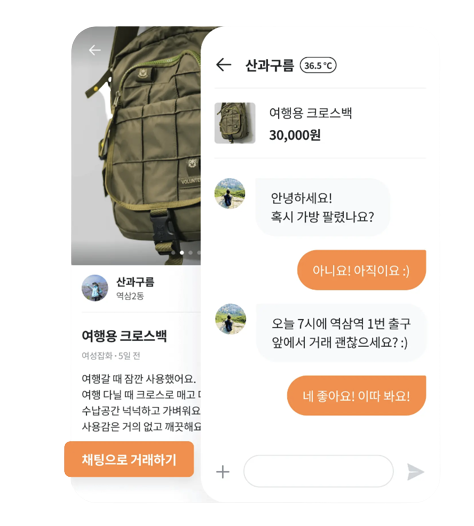 산과구름
역삼2동
여행용 크로스백
여성잡화 · 5일 전
여행갈 때 잠깐 사용했어요.
여행 다닐 때 크로스로 매고 다
수납공간 넉넉하고 가벼워요
사용감은 거의 없고 깨끗해요
채팅으로 거래하기
산과구름 36.5 °C
여행용 크로스백
30,000원
안녕하세요!
혹시 가방 팔렸나요?
아니요! 아직이요 :)
오늘 7시에 역삼역 1번 출구
앞에서 거래 괜찮으세요? :)
네 좋아요! 이따 봐요!